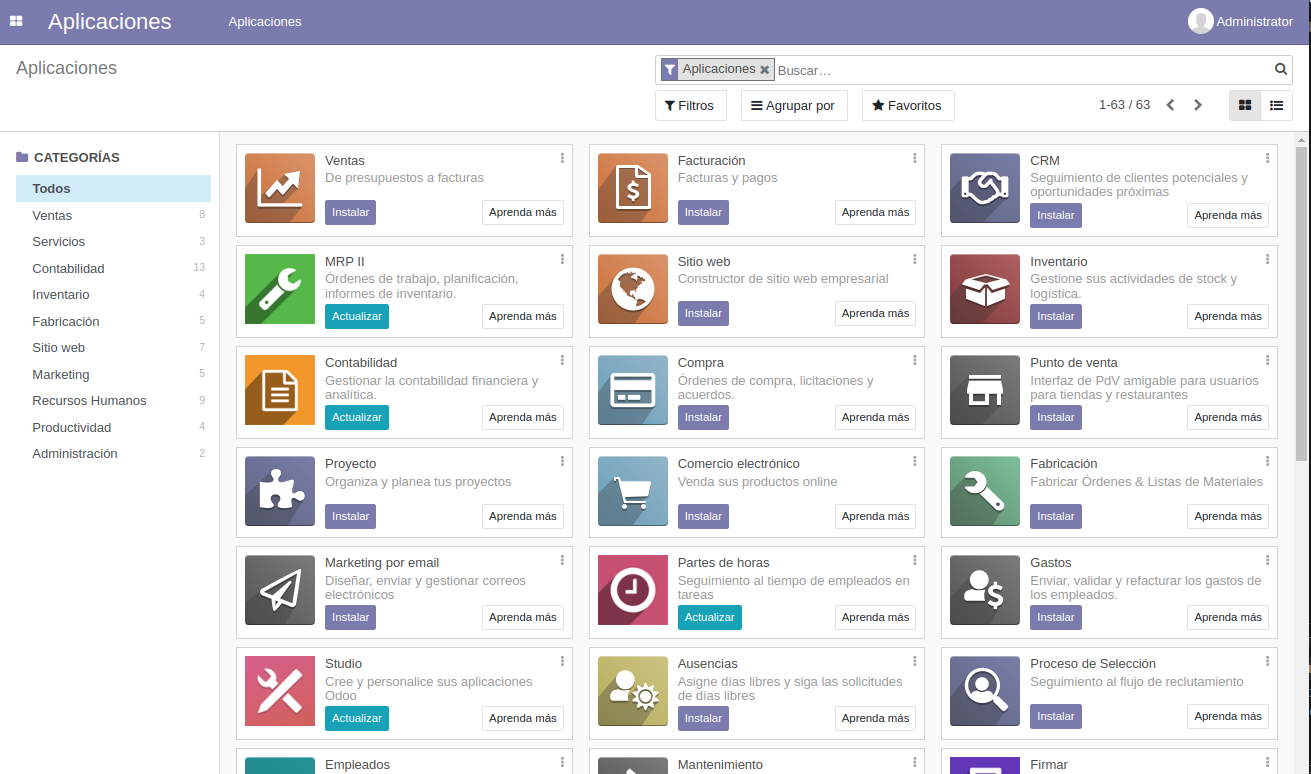 Aplicaciones
Aplicaciones
Administrator
Aplicaciones
Aplicaciones
Buscar…
Filtros
Agrupar por
Favoritos
1-63 / 63
CATEGORÍAS
Todos
Ventas 8
Servicios 3
Contabilidad 13
Inventario 4
Fabricación 5
Sitio web 7
Marketing 5
Recursos Humanos 9
Productividad 4
Administración 2
Ventas
De presupuestos a facturas
Instalar
Aprenda más
Facturación
Facturas y pagos
Instalar
Aprenda más
CRM
Seguimiento de clientes potenciales y
oportunidades próximas
Instalar
Aprenda más
MRP II
Órdenes de trabajo, planificación,
informes de inventario.
Actualizar
Aprenda más
Sitio web
Constructor de sitio web empresarial
Instalar
Aprenda más
Inventario
Gestione sus actividades de stock y
logística.
Instalar
Aprenda más
Contabilidad
Gestionar la contabilidad financiera y
analítica.
Actualizar
Aprenda más
Compra
Órdenes de compra, licitaciones y
acuerdos.
Instalar
Aprenda más
Punto de venta
Interfaz de PdV amigable para usuarios
para tiendas y restaurantes
Instalar
Aprenda más
Proyecto
Organiza y planea tus proyectos
Instalar
Aprenda más
Comercio electrónico
Venda sus productos online
Instalar
Aprenda más
Fabricación
Fabricar Órdenes & Listas de Materiales
Instalar
Aprenda más
Marketing por email
Diseñar, enviar y gestionar correos
electrónicos
Instalar
Aprenda más
Partes de horas
Seguimiento al tiempo de empleados en
tareas
Actualizar
Aprenda más
Gastos
Enviar, validar y refacturar los gastos de
los empleados.
Instalar
Aprenda más
Studio
Cree y personalice sus aplicaciones
Odoo
Actualizar
Aprenda más
Ausencias
Asigne días libres y siga las solicitudes
de días libres
Instalar
Aprenda más
Proceso de Selección
Seguimiento al flujo de reclutamiento
Instalar
Aprenda más
Empleados
Mantenimiento
Firmar